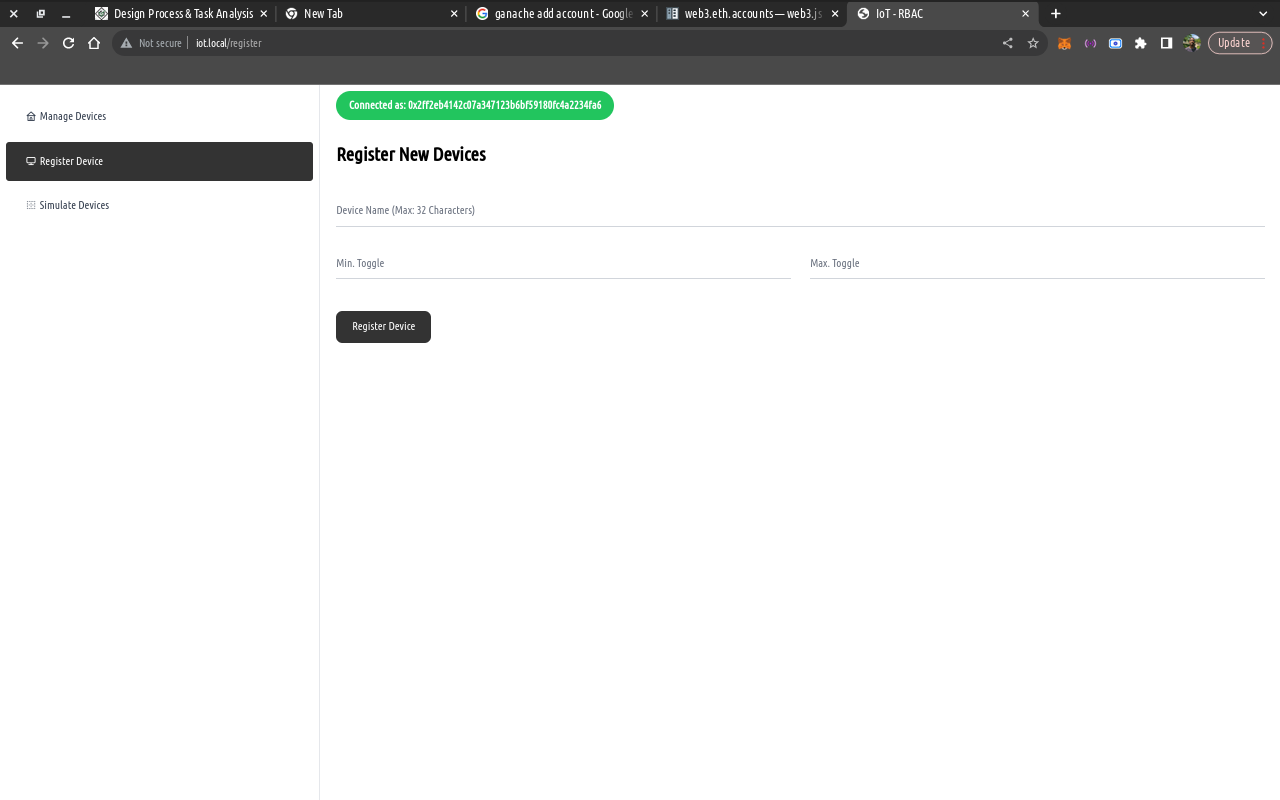 Design Process & Task Analysis
New Tab
ganache add account - Google
web3.eth.accounts — web3.js
IoT - RBAC
Not secure
iot.local/register
Update
Manage Devices
Register Device
Simulate Devices
Connected as: 0x2ff2eb4142c07a347123b6bf59180fc4a2234fa6
Register New Devices
Device Name (Max: 32 Characters)
Min. Toggle
Max. Toggle
Register Device